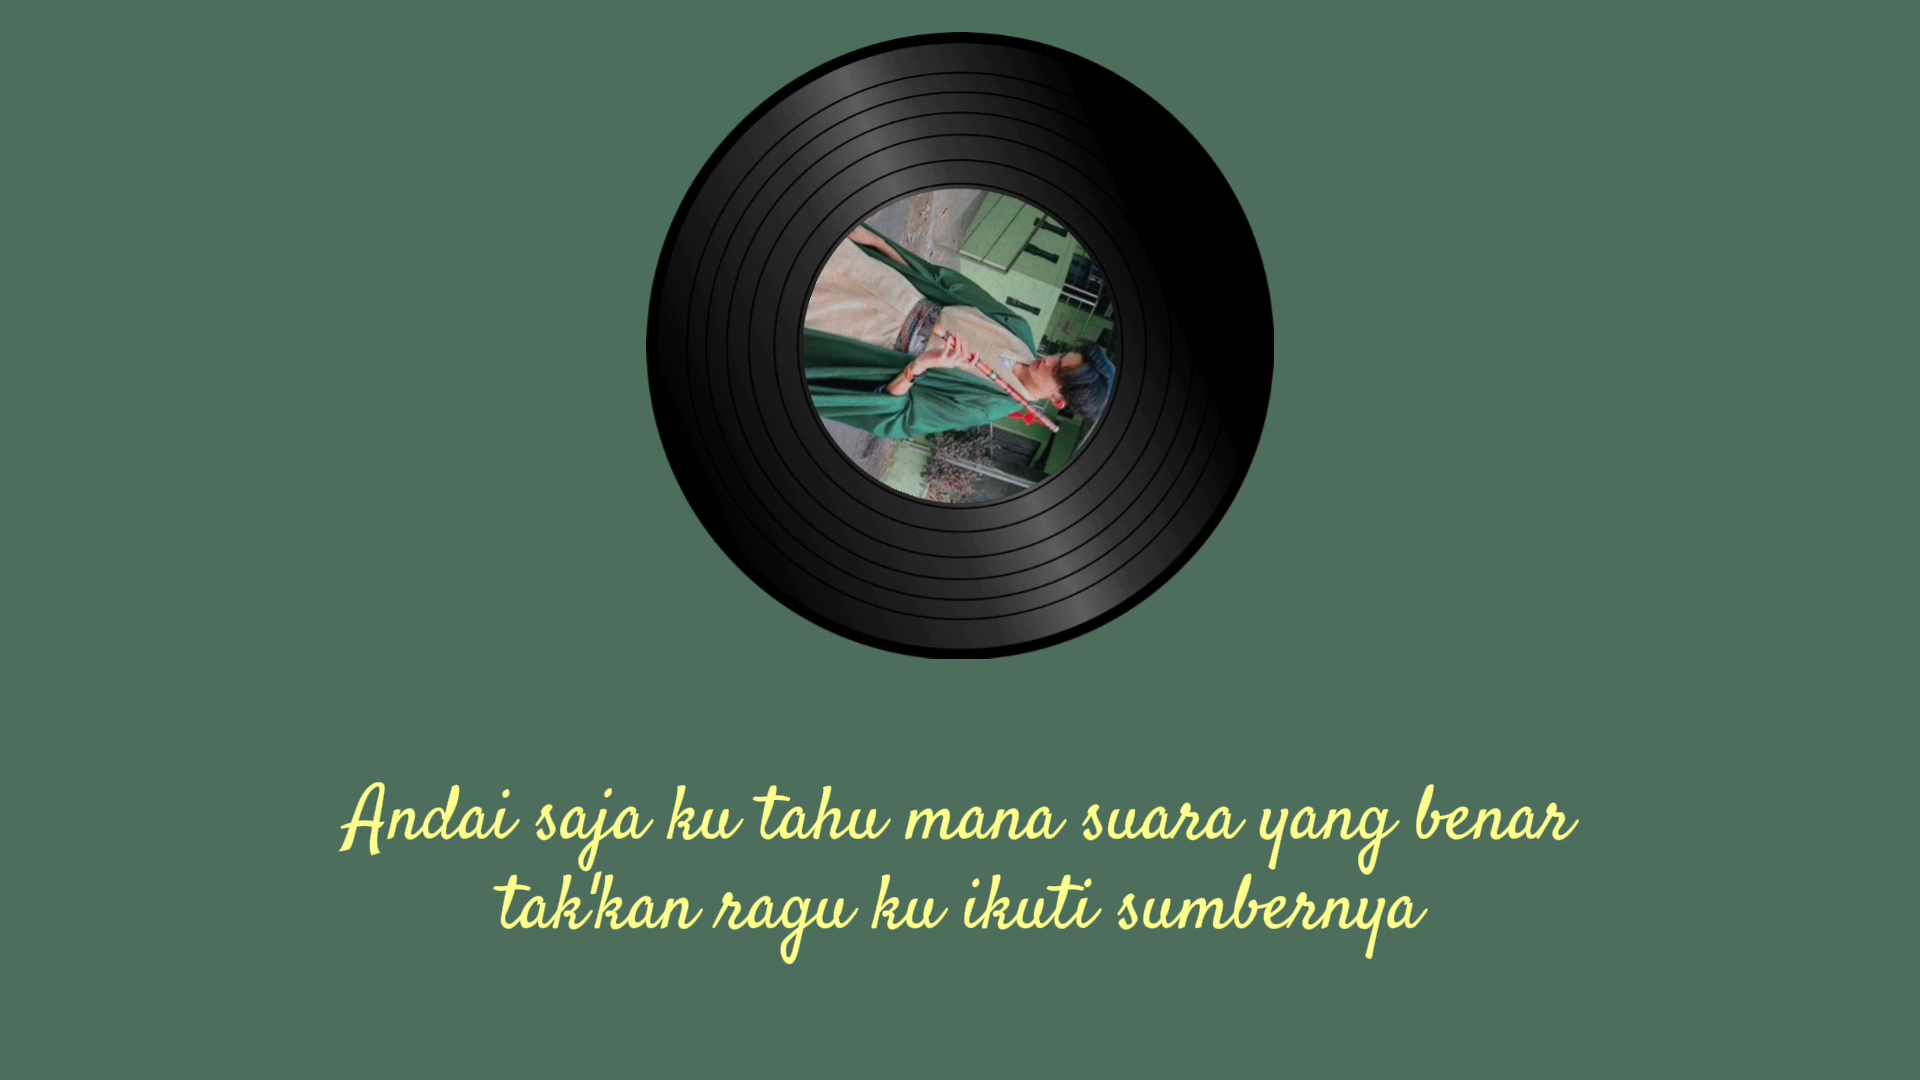 Andai saja ku tahu mana suara yang benar
tak'kan ragu ku ikuti sumbernya